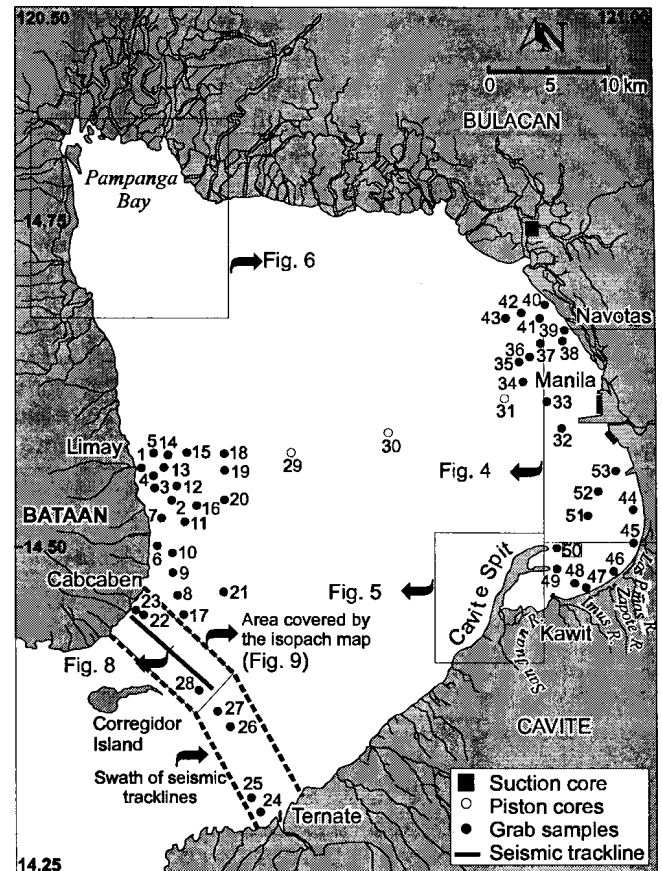 120.50
121.00
N
0 5 10 km
BULACAN
Pampanga
Bay
14.75
Fig. 6
42 40
43 41
39
Navotas
36 37 38
35
34
Manila
31
33
30
32
Limay
5 14
15 18
29
1
13
19
Fig. 4
4 3 12
53
2 16 20
52
44
7 11
51
BATAAN
45
14.50
6 10
50
Cabcaben
9
Fig. 5
Cavite Spit
49 48 47 46
Las Piñas R.
Zapote R.
Imus R.
8 21
23
22
17
Area covered by
the isopach map
(Fig. 9)
Kawit
San Juan R.
Fig. 8
28
27
26
Corregidor
Island
CAVITE
Swath of seismic
tracklines
25
24
Ternate
Suction core
Piston cores
Grab samples
Seismic trackline
14.25